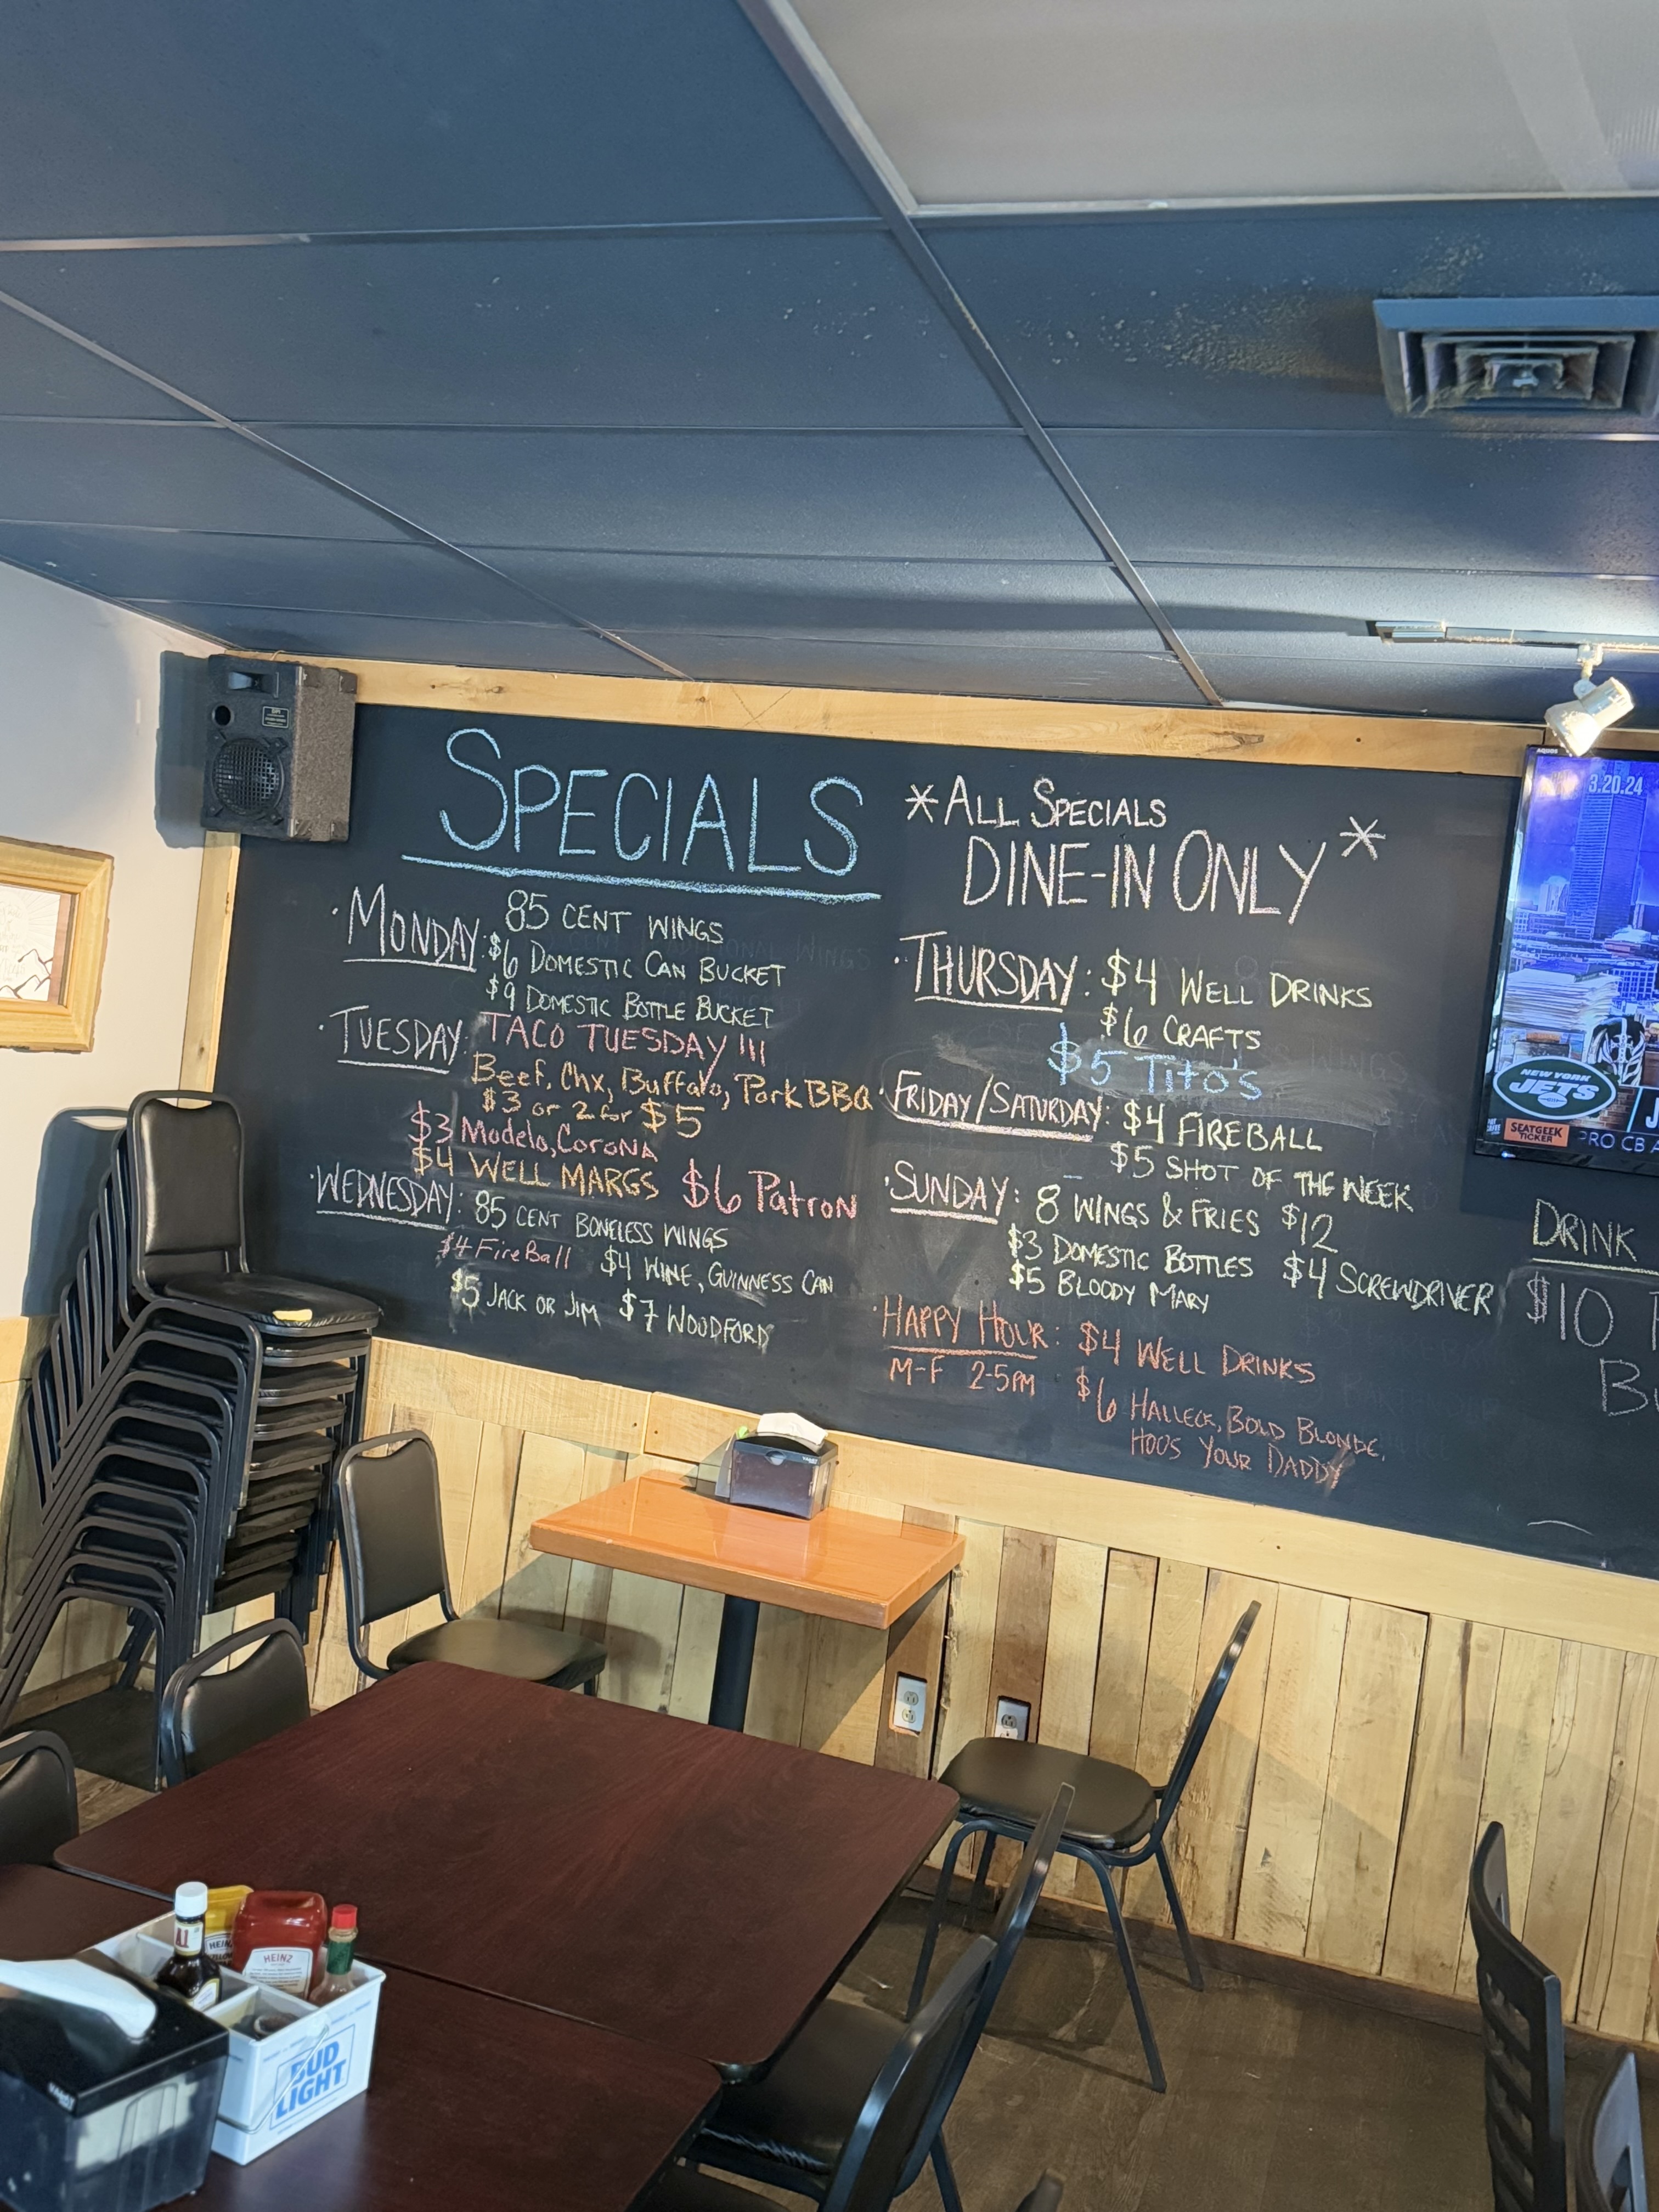 SPECIALS
*ALL SPECIALS
DINE-IN ONLY*
·MONDAY: 85 CENT WINGS
$6 DOMESTIC CAN BUCKET
$9 DOMESTIC BOTTLE BUCKET
·TUESDAY: TACO TUESDAY!!!
Beef, Chx, Buffalo, Pork BBQ
$3 or 2 for $5
$3 Modelo, Corona
$4 WELL MARGS $6 Patron
·WEDNESDAY: 85 CENT BONELESS WINGS
$4 FireBall $4 WINE, GUINNESS CAN
$5 JACK OR JIM $7 WOODFORD
·THURSDAY: $4 WELL DRINKS
$6 CRAFTS
$5 Tito's
·FRIDAY/SATURDAY: $4 FIREBALL
$5 SHOT OF THE WEEK
·SUNDAY: 8 WINGS & FRIES $12
$3 DOMESTIC BOTTLES $4 SCREWDRIVER
$5 BLOODY MARY
·HAPPY HOUR: $4 WELL DRINKS
M-F 2-5PM $6 HALLECK, BOLD BLONDE,
HOO'S YOUR DADDY
DRINK
$10
3.20.24
NEW YORK
JETS
SEATGEEK
TICKER
PRO CB
HEINZ
HEINZ
BUD
LIGHT